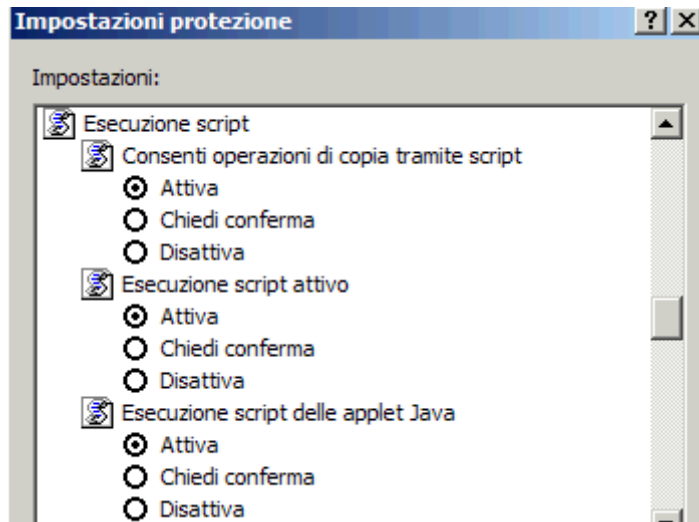 Impostazioni protezione
Impostazioni:
Esecuzione script
Consenti operazioni di copia tramite script
Attiva
Chiedi conferma
Disattiva
Esecuzione script attivo
Attiva
Chiedi conferma
Disattiva
Esecuzione script delle applet Java
Attiva
Chiedi conferma
Disattiva